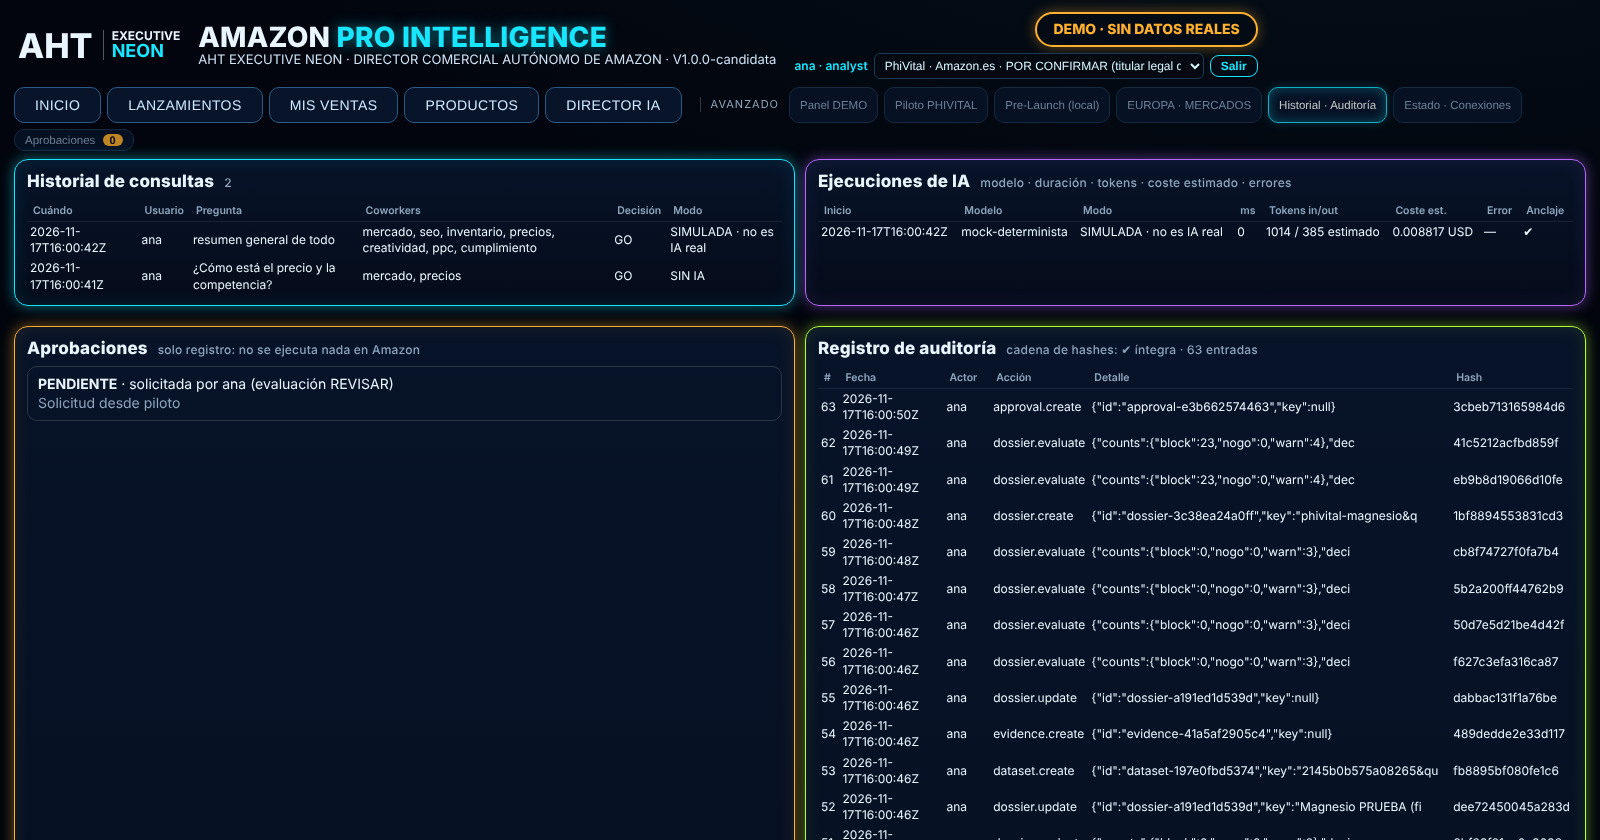 AHT EXECUTIVE NEON
AMAZON PRO INTELLIGENCE
AHT EXECUTIVE NEON · DIRECTOR COMERCIAL AUTÓNOMO DE AMAZON · V1.0.0-candidata
DEMO · SIN DATOS REALES
ana · analyst
PhiVital · Amazon.es · POR CONFIRMAR (titular legal
Salir
INICIO
LANZAMIENTOS
MIS VENTAS
PRODUCTOS
DIRECTOR IA
AVANZADO
Panel DEMO
Piloto PHIVITAL
Pre-Launch (local)
EUROPA · MERCADOS
Historial · Auditoría
Estado · Conexiones
Aprobaciones 0
Historial de consultas 2
Cuándo Usuario Pregunta Coworkers Decisión Modo
2026-11-17T16:00:42Z ana resumen general de todo mercado, seo, inventario, precios, creatividad, ppc, cumplimiento GO SIMULADA · no es IA real
2026-11-17T16:00:41Z ana ¿Cómo está el precio y la competencia? mercado, precios GO SIN IA
Ejecuciones de IA modelo · duración · tokens · coste estimado · errores
Inicio Modelo Modo ms Tokens in/out Coste est. Error Anclaje
2026-11-17T16:00:42Z mock-determinista SIMULADA · no es IA real 0 1014 / 385 estimado 0.008817 USD — ✔
Aprobaciones solo registro: no se ejecuta nada en Amazon
PENDIENTE · solicitada por ana (evaluación REVISAR)
Solicitud desde piloto
Registro de auditoría cadena de hashes: ✔ íntegra · 63 entradas
# Fecha Actor Acción Detalle Hash
63 2026-11-17T16:00:50Z ana approval.create {"id":"approval-e3b662574463","key":null} 3cbeb713165984d6
62 2026-11-17T16:00:49Z ana dossier.evaluate {"counts":{"block":23,"nogo":0,"warn":4},"dec 41c5212acfbd859f
61 2026-11-17T16:00:49Z ana dossier.evaluate {"counts":{"block":23,"nogo":0,"warn":4},"dec eb9b8d19066d10fe
60 2026-11-17T16:00:48Z ana dossier.create {"id":"dossier-3c38ea24a0ff","key":"phivital-magnesio&q 1bf8894553831cd3
59 2026-11-17T16:00:48Z ana dossier.evaluate {"counts":{"block":0,"nogo":0,"warn":3},"deci cb8f74727f0fa7b4
58 2026-11-17T16:00:47Z ana dossier.evaluate {"counts":{"block":0,"nogo":0,"warn":3},"deci 5b2a200ff44762b9
57 2026-11-17T16:00:46Z ana dossier.evaluate {"counts":{"block":0,"nogo":0,"warn":3},"deci 50d7e5d21be4d42f
56 2026-11-17T16:00:46Z ana dossier.evaluate {"counts":{"block":0,"nogo":0,"warn":3},"deci f627c3efa316ca87
55 2026-11-17T16:00:46Z ana dossier.update {"id":"dossier-a191ed1d539d","key":null} dabbac131f1a76be
54 2026-11-17T16:00:46Z ana evidence.create {"id":"evidence-41a5af2905c4","key":null} 489dedde2e33d117
53 2026-11-17T16:00:46Z ana dataset.create {"id":"dataset-197e0fbd5374","key":"2145b0b575a08265&qu fb8895bf080fe1c6
52 2026-11-17T16:00:46Z ana dossier.update {"id":"dossier-a191ed1d539d","key":"Magnesio PRUEBA (fi dee72450045a283d
2026-11-